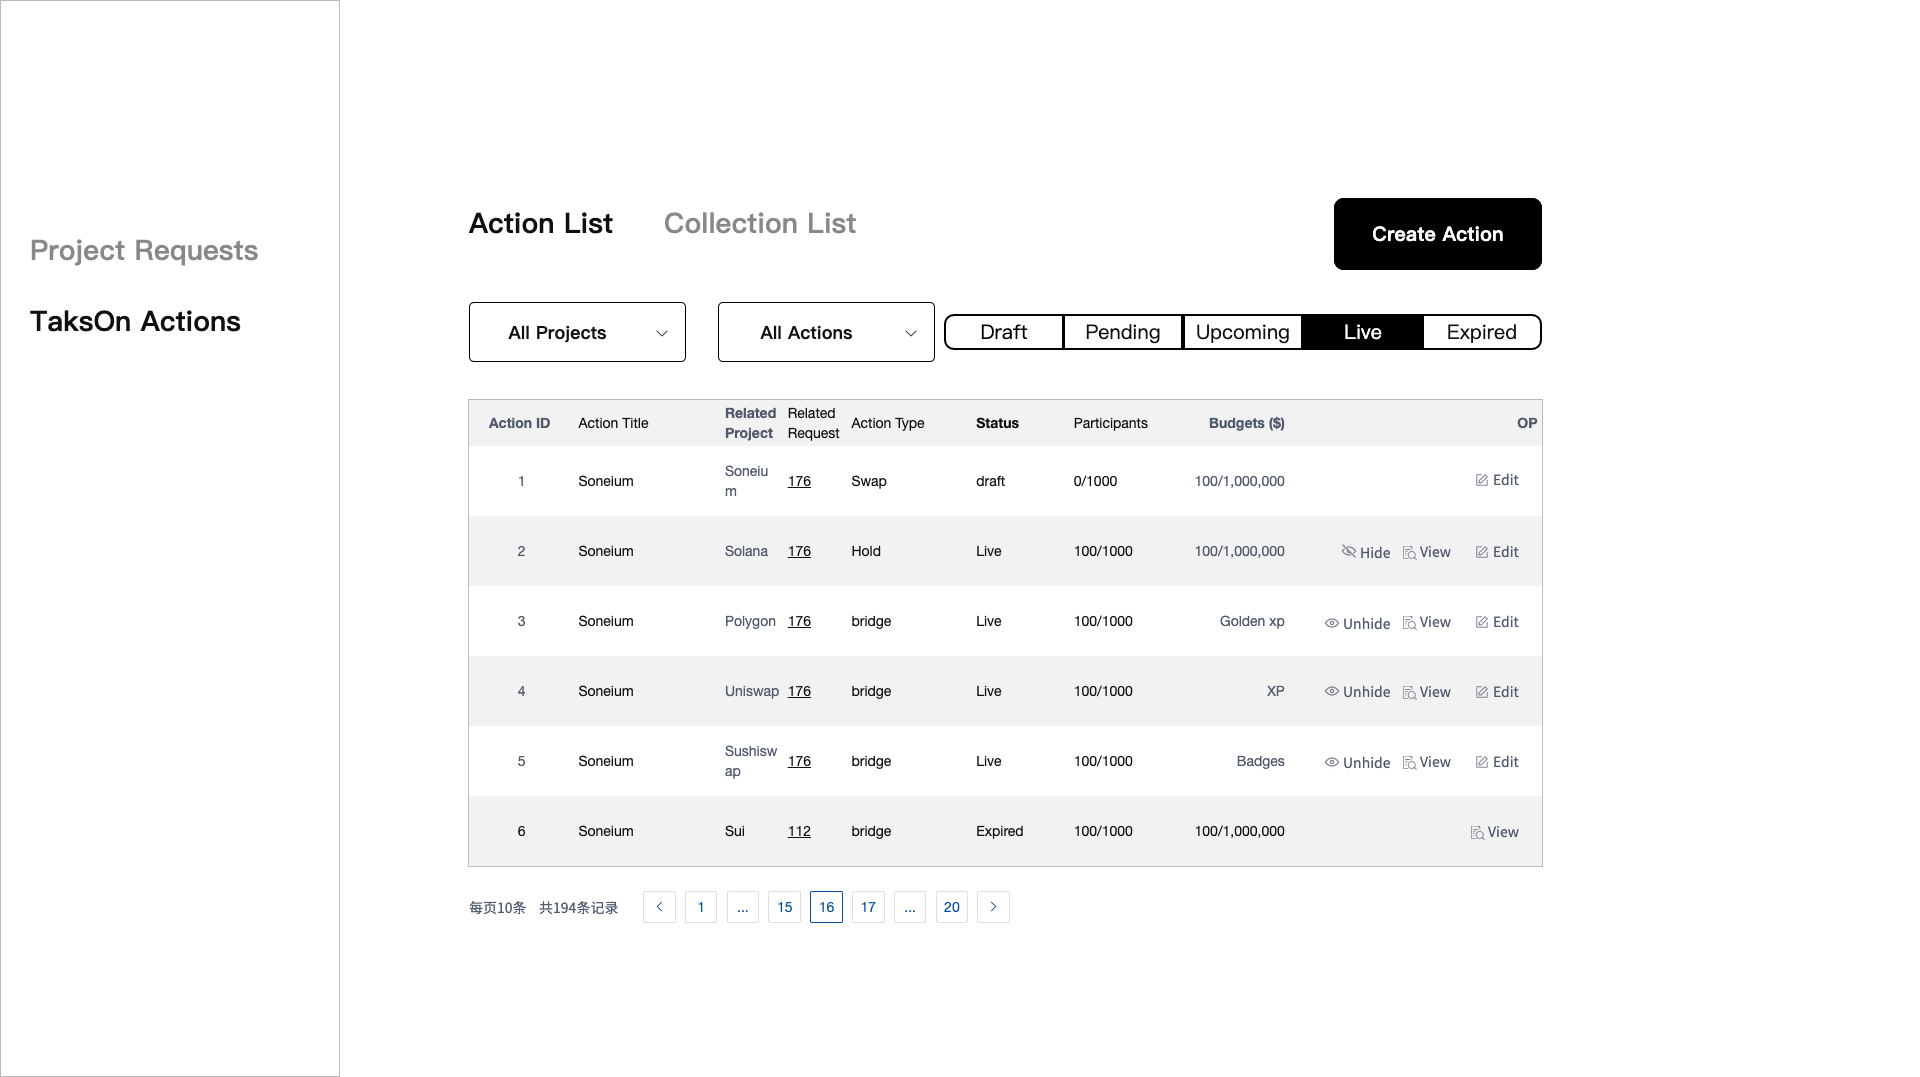 Project Requests
TaksOn Actions
Action List
Collection List
Create Action
All Projects
All Actions
Draft
Pending
Upcoming
Live
Expired
Action ID
Action Title
Related
Project
Related
Request
Action Type
Status
Participants
Budgets ($)
OP
1
Soneium
Soneiu
m
176
Swap
draft
0/1000
100/1,000,000
Edit
2
Soneium
Solana
176
Hold
Live
100/1000
100/1,000,000
Hide
View
Edit
3
Soneium
Polygon
176
bridge
Live
100/1000
Golden xp
Unhide
View
Edit
4
Soneium
Uniswap
176
bridge
Live
100/1000
XP
Unhide
View
Edit
5
Soneium
Sushisw
ap
176
bridge
Live
100/1000
Badges
Unhide
View
Edit
6
Soneium
Sui
112
bridge
Expired
100/1000
100/1,000,000
View
每页10条 共194条记录
1
...
15
16
17
...
20